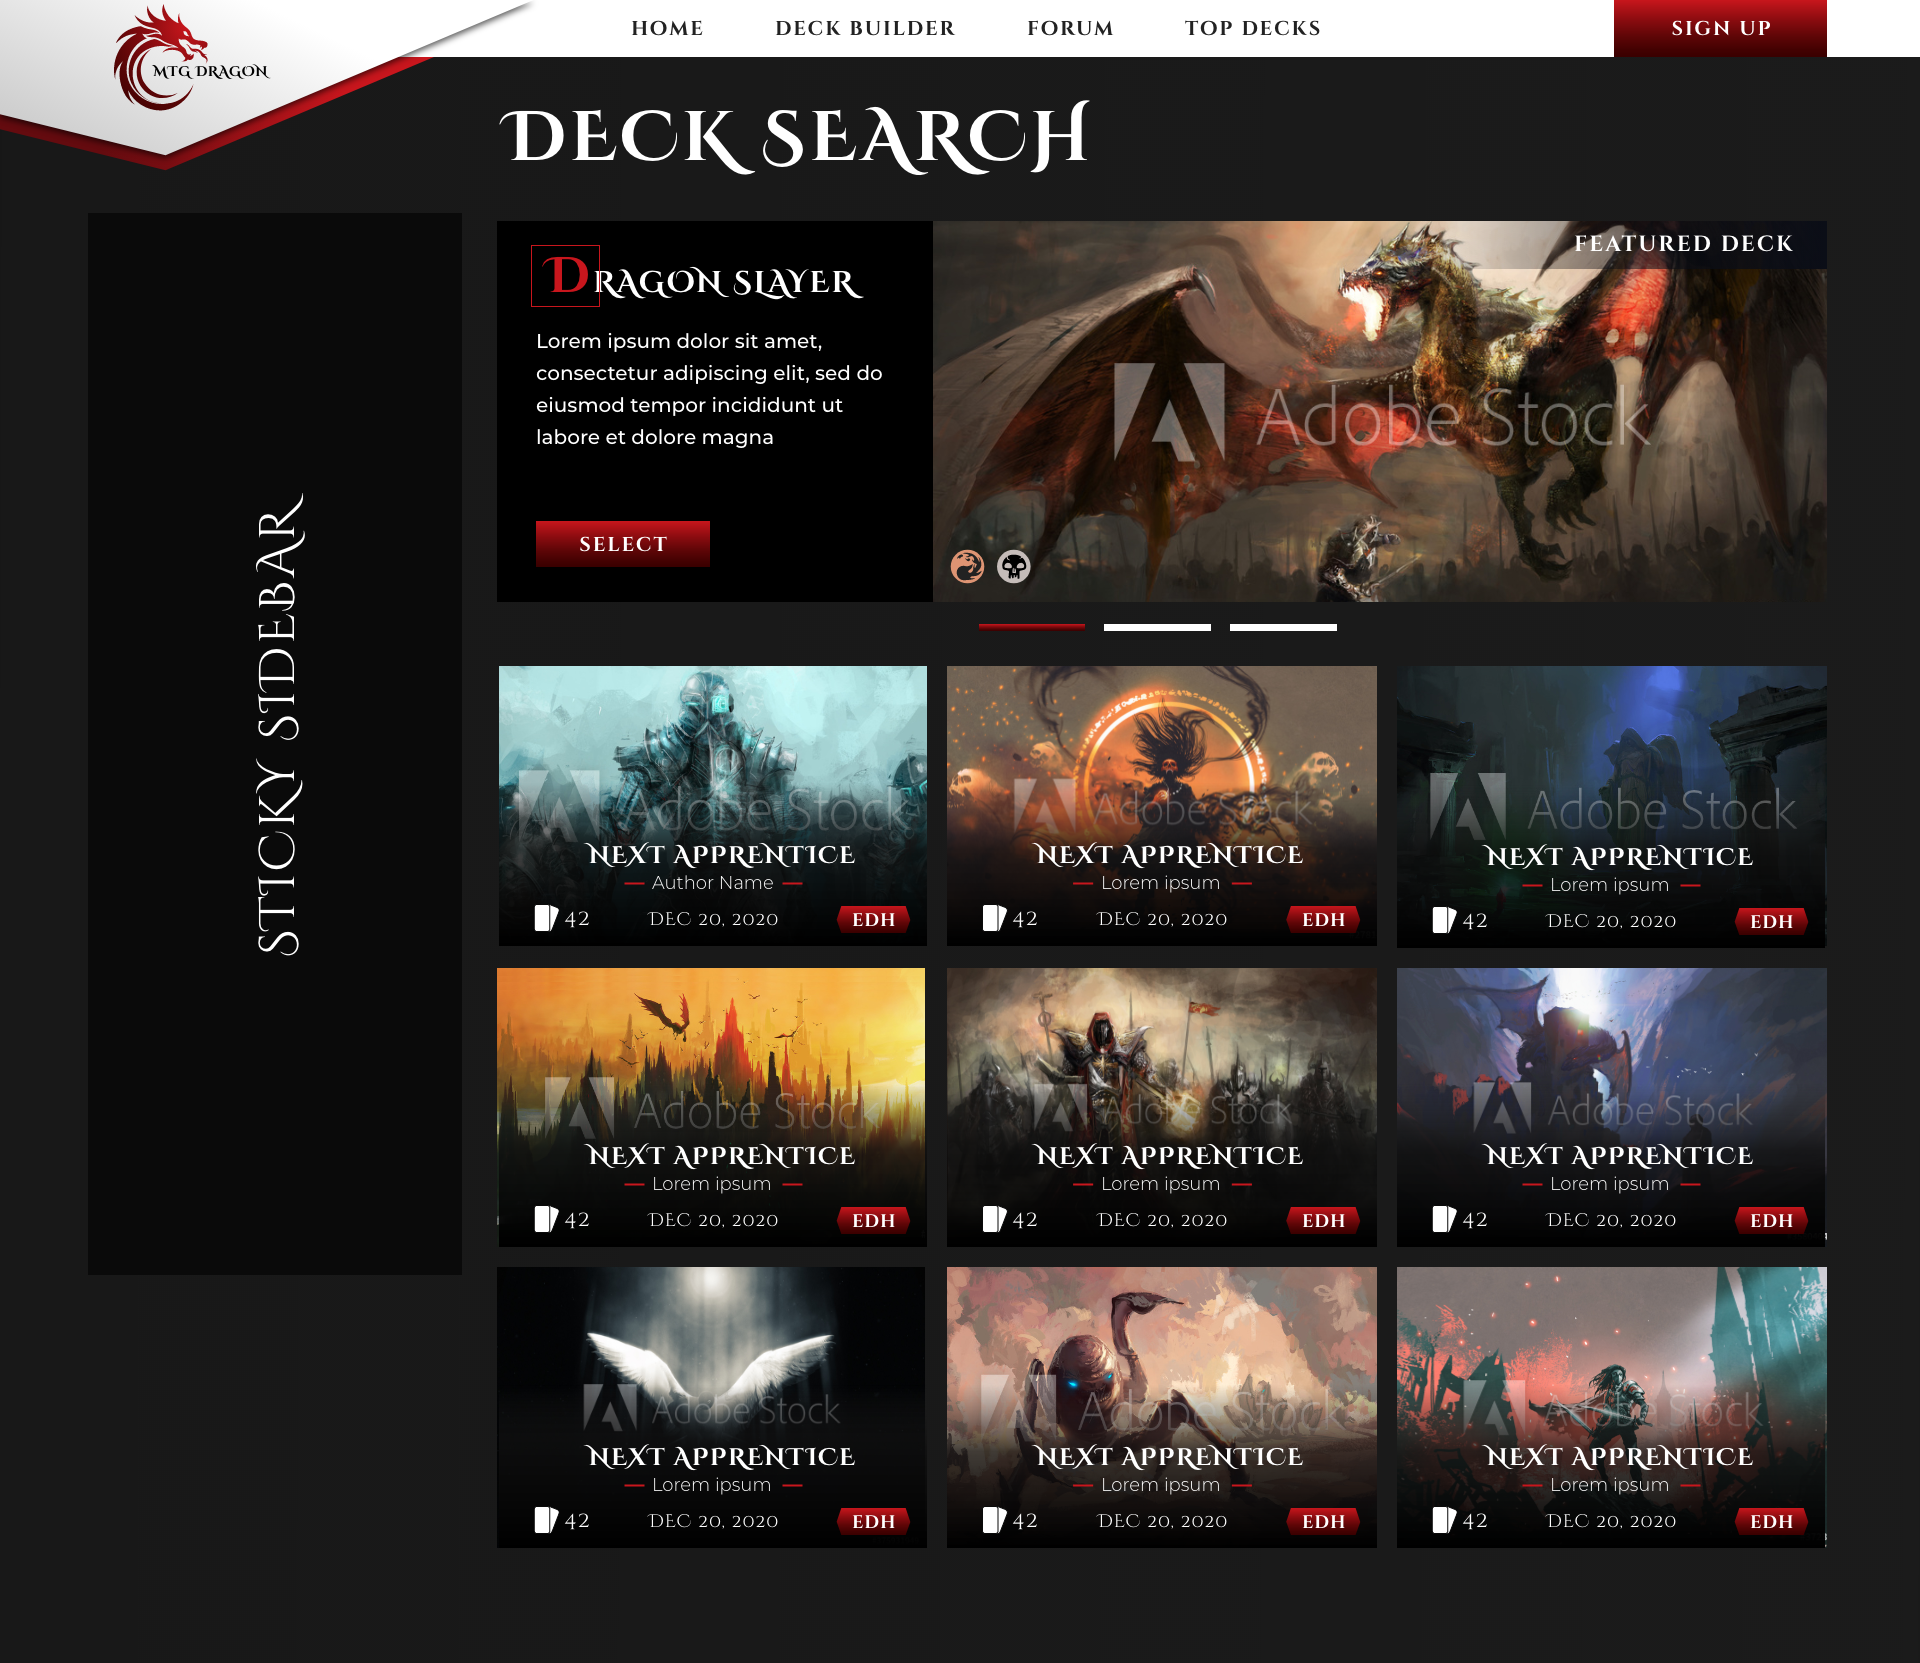 MTG DRAGON
HOME DECK BUILDER FORUM TOP DECKS SIGN UP
DECK SEARCH
STICKY SIDEBAR
DRAGON SLAYER
Lorem ipsum dolor sit amet,
consectetur adipiscing elit, sed do
eiusmod tempor incididunt ut
labore et dolore magna
SELECT
FEATURED DECK
Adobe Stock
Adobe Stock
NEXT APPRENTICE
Author Name
42 DEC 20, 2020 EDH
Adobe Stock
NEXT APPRENTICE
Lorem ipsum
42 DEC 20, 2020 EDH
Adobe Stock
NEXT APPRENTICE
Lorem ipsum
42 DEC 20, 2020 EDH
Adobe Stock
NEXT APPRENTICE
Lorem ipsum
42 DEC 20, 2020 EDH
Adobe Stock
NEXT APPRENTICE
Lorem ipsum
42 DEC 20, 2020 EDH
Adobe Stock
NEXT APPRENTICE
Lorem ipsum
42 DEC 20, 2020 EDH
Adobe Stock
NEXT APPRENTICE
Lorem ipsum
42 DEC 20, 2020 EDH
Adobe Stock
NEXT APPRENTICE
Lorem ipsum
42 DEC 20, 2020 EDH
Adobe Stock
NEXT APPRENTICE
Lorem ipsum
42 DEC 20, 2020 EDH